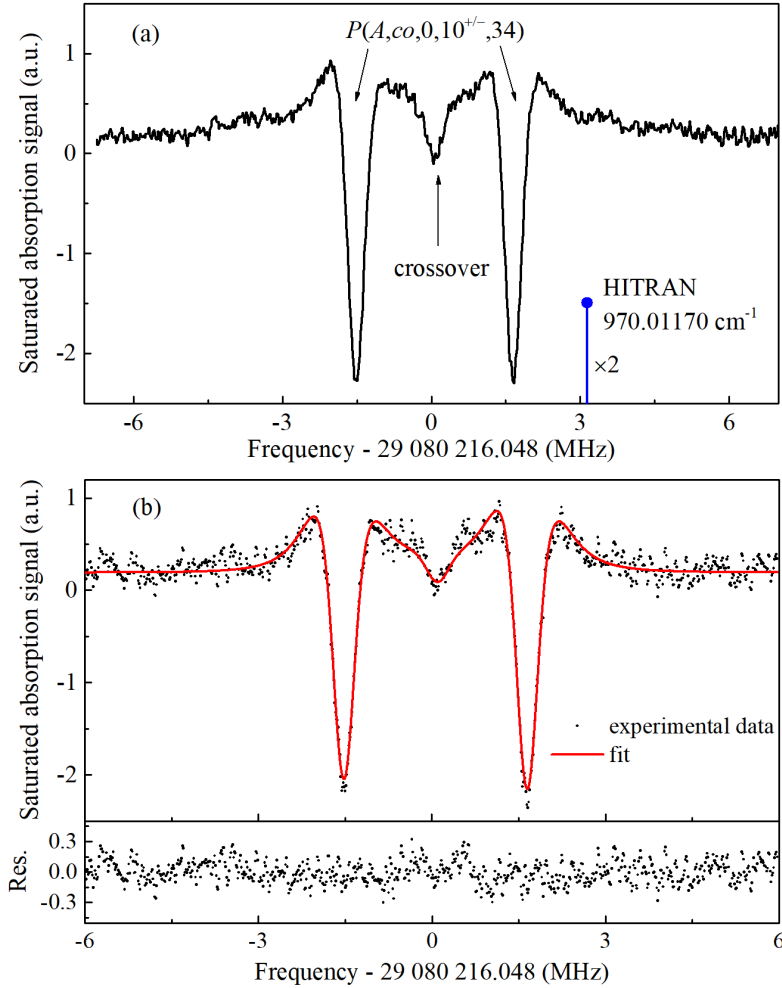 (a)
P(A,co,0,10+/−,34)
Saturated absorption signal (a.u.)
1
0
-1
-2
crossover
HITRAN
970.01170 cm-1
×2
-6 -3 0 3 6
Frequency - 29 080 216.048 (MHz)
(b)
Saturated absorption signal (a.u.)
1
0
-1
-2
experimental data
fit
Res.
0.3
0.0
-0.3
-6 -3 0 3 6
Frequency - 29 080 216.048 (MHz)